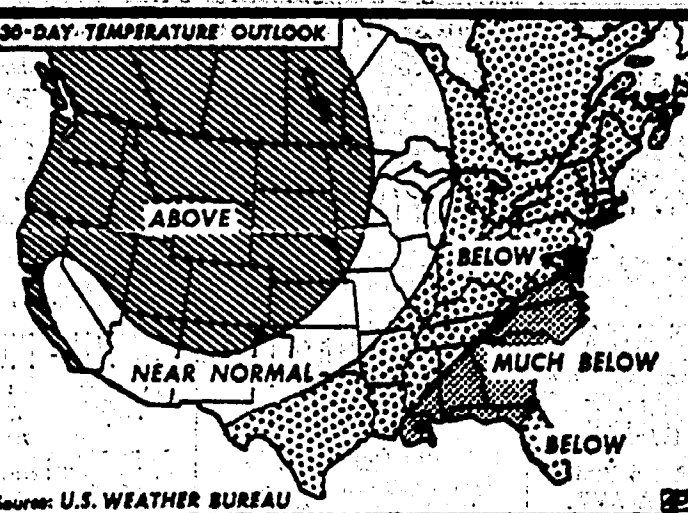 30-DAY TEMPERATURE OUTLOOK
ABOVE
BELOW
NEAR NORMAL
MUCH BELOW
BELOW
Source: U.S. WEATHER BUREAU